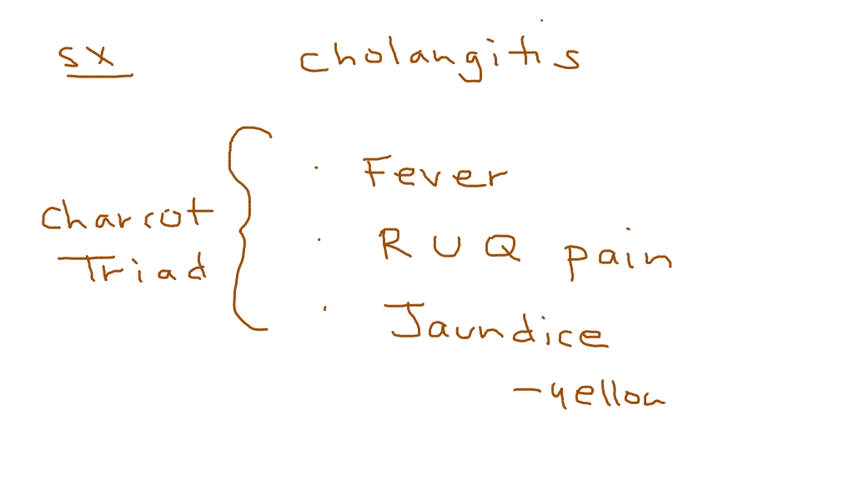 sx cholangitis
Charcot Triad
· Fever
· RUQ pain
· Jaundice
- yellow